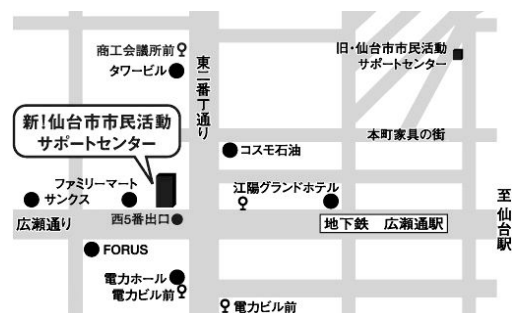 商工会議所前
タワービル
東二番丁通り
旧・仙台市市民活動
サポートセンター
新!仙台市市民活動
サポートセンター
コスモ石油
本町家具の街
ファミリーマート
サンクス
江陽グランドホテル
広瀬通り
西5番出口
地下鉄 広瀬通駅
至仙台駅
FORUS
電力ホール
電力ビル前
電力ビル前